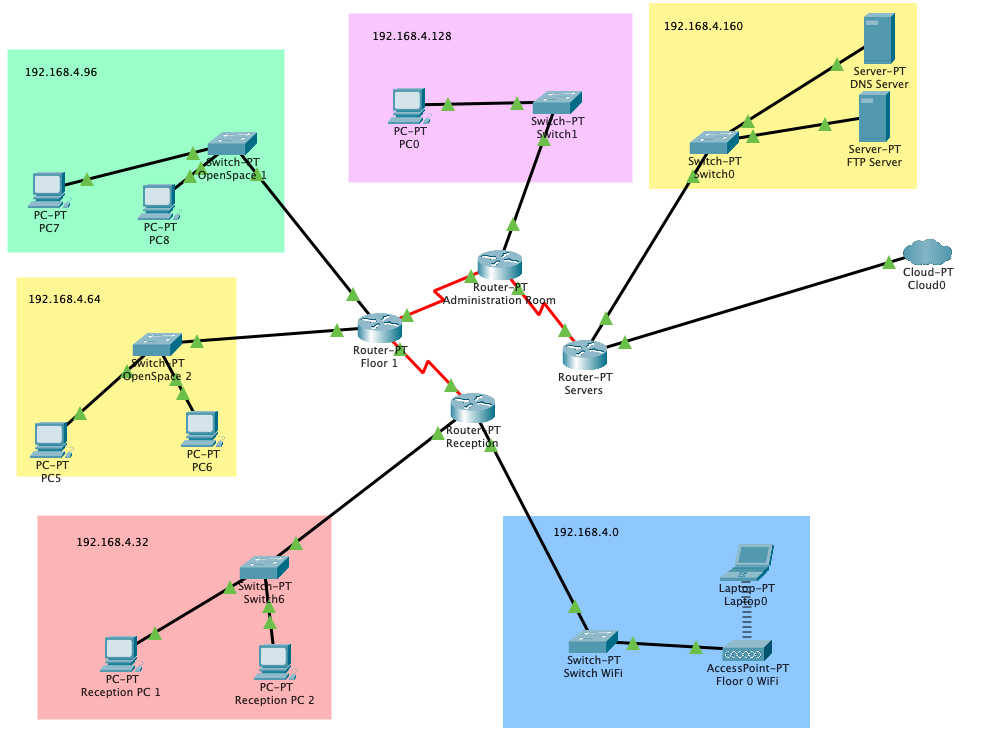 192.168.4.96
Switch-PT
OpenSpace 1
PC-PT
PC7
PC-PT
PC8
192.168.4.128
PC-PT
PC0
Switch-PT
Switch1
192.168.4.160
Server-PT
DNS Server
Server-PT
FTP Server
Switch-PT
Switch0
Cloud-PT
Cloud0
Router-PT
Administration Room
Router-PT
Floor 1
Router-PT
Servers
Router-PT
Reception
192.168.4.64
Switch-PT
OpenSpace 2
PC-PT
PC5
PC-PT
PC6
192.168.4.32
Switch-PT
Switch6
PC-PT
Reception PC 1
PC-PT
Reception PC 2
192.168.4.0
Laptop-PT
Laptop0
Switch-PT
Switch WiFi
AccessPoint-PT
Floor 0 WiFi